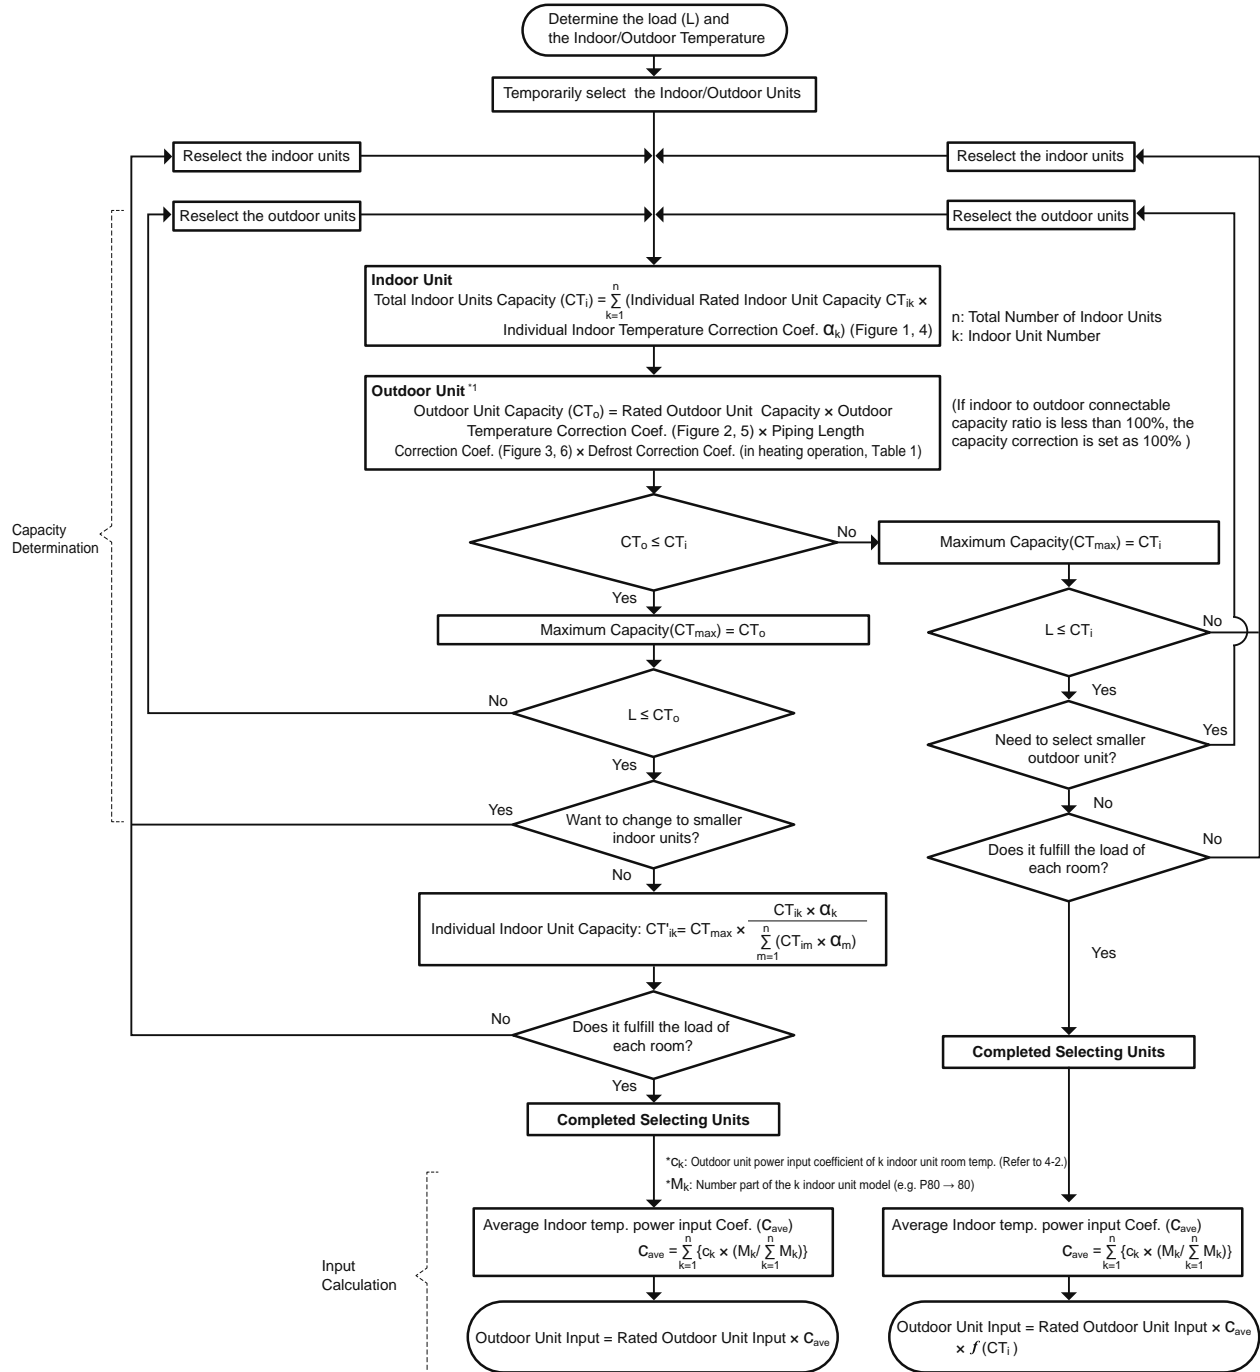 Determine the load (L) and
the Indoor/Outdoor Temperature
Temporarily select the Indoor/Outdoor Units
Reselect the indoor units
Reselect the indoor units
Reselect the outdoor units
Reselect the outdoor units
Indoor Unit
Total Indoor Units Capacity (CTi) = n∑k=1 (Individual Rated Indoor Unit Capacity CTik ×
Individual Indoor Temperature Correction Coef. αk) (Figure 1, 4)
n: Total Number of Indoor Units
k: Indoor Unit Number
Outdoor Unit *1
Outdoor Unit Capacity (CTo) = Rated Outdoor Unit Capacity × Outdoor
Temperature Correction Coef. (Figure 2, 5) × Piping Length
Correction Coef. (Figure 3, 6) × Defrost Correction Coef. (in heating operation, Table 1)
(If indoor to outdoor connectable
capacity ratio is less than 100%, the
capacity correction is set as 100% )
Capacity
Determination
CTo ≤ CTi
No
Maximum Capacity(CTmax) = CTi
Yes
Maximum Capacity(CTmax) = CTo
L ≤ CTi
No
Yes
No
L ≤ CTo
Need to select smaller
outdoor unit?
Yes
Yes
No
Yes
Want to change to smaller
indoor units?
No
Does it fulfill the load of
each room?
No
Individual Indoor Unit Capacity: CT'ik= CTmax × CTik × αk / n∑m=1 (CTim × αm)
Yes
No
Does it fulfill the load of
each room?
Yes
Completed Selecting Units
Completed Selecting Units
*ck: Outdoor unit power input coefficient of k indoor unit room temp. (Refer to 4-2.)
*Mk: Number part of the k indoor unit model (e.g. P80 → 80)
Input
Calculation
Average Indoor temp. power input Coef. (Cave)
Cave = n∑k=1 {ck × (Mk/ n∑k=1 Mk)}
Average Indoor temp. power input Coef. (Cave)
Cave = n∑k=1 {ck × (Mk/ n∑k=1 Mk)}
Outdoor Unit Input = Rated Outdoor Unit Input × Cave
Outdoor Unit Input = Rated Outdoor Unit Input × Cave
× f (CTi )